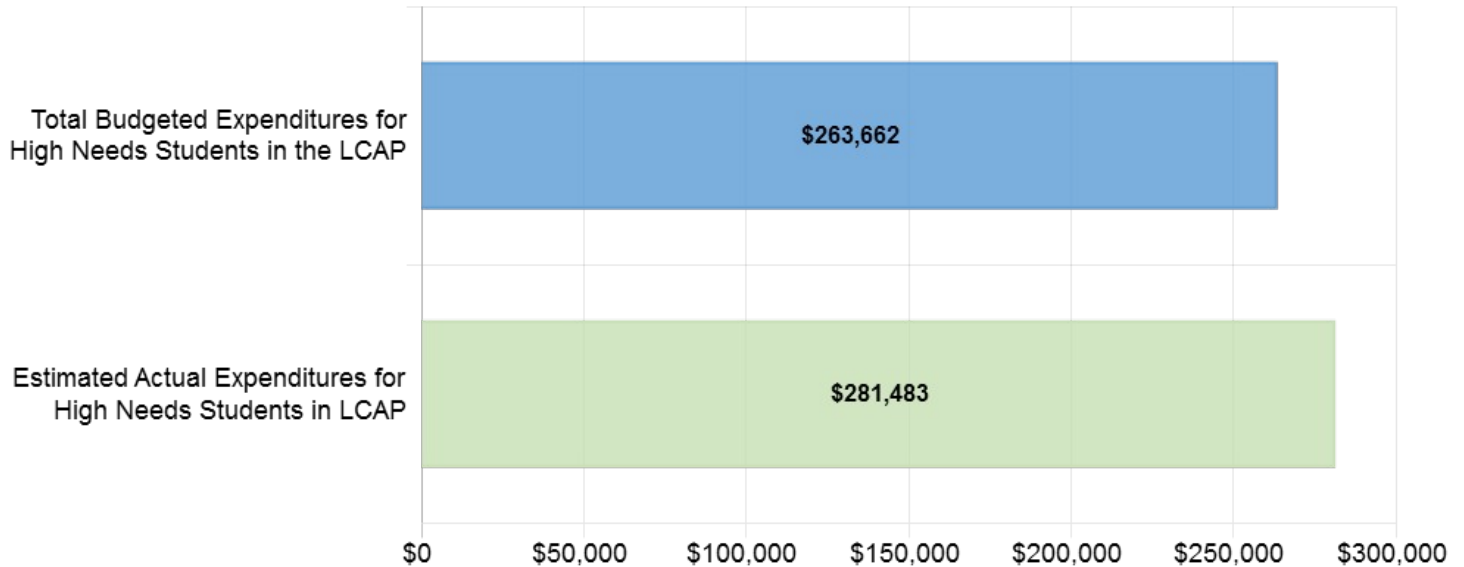 Total Budgeted Expenditures for
High Needs Students in the LCAP
$263,662
Estimated Actual Expenditures for
High Needs Students in LCAP
$281,483
$0
$50,000
$100,000
$150,000
$200,000
$250,000
$300,000